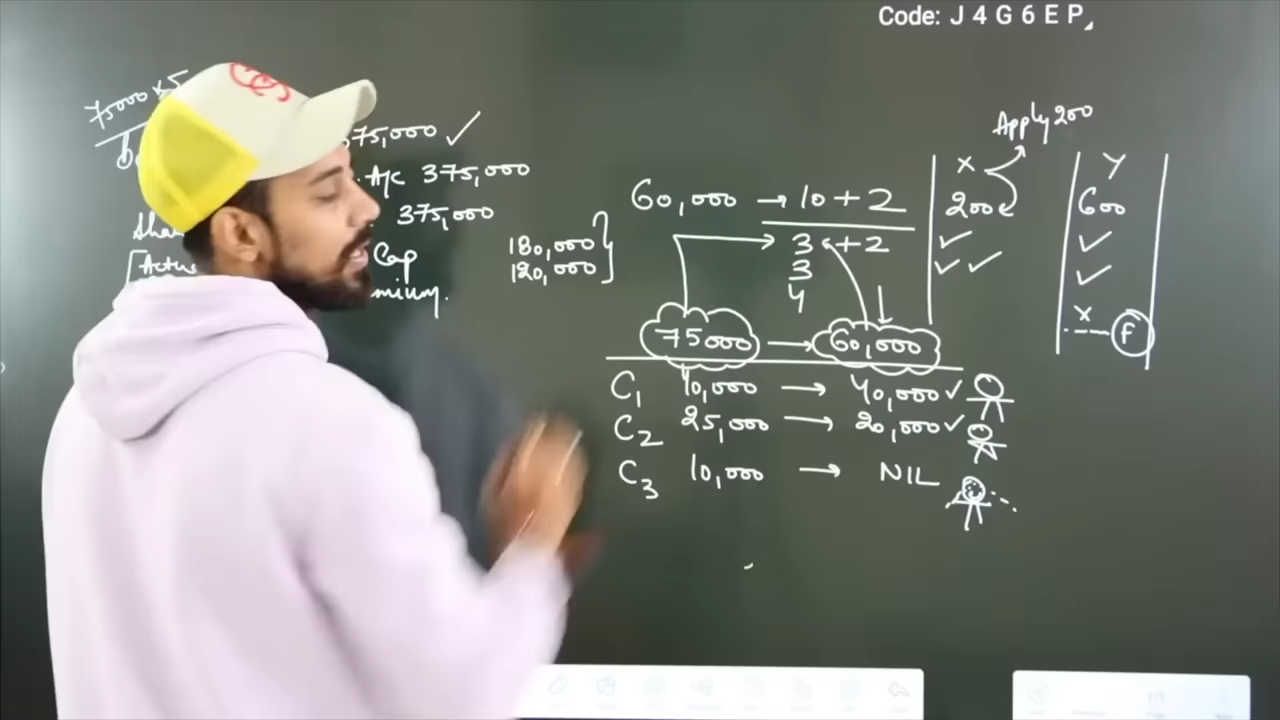 Code: J 4 G 6 E P
75000 × 5
375,000 ✓
A/c 375,000
375,000
Cap 180,000
120,000
60,000 → 10 + 2
3 + 2
3
4
75000 → 60,000
C1 40,000 → 40,000 ✓
C2 25,000 → 20,000 ✓
C3 10,000 → NIL
Apply 200
X
200
✓
✓ ✓
Y
600
✓
✓
x
F